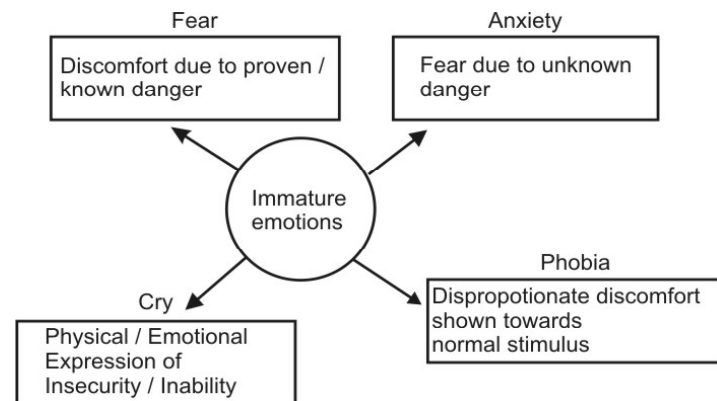 Fear
Discomfort due to proven /
known danger
Anxiety
Fear due to unknown
danger
Immature
emotions
Cry
Physical / Emotional
Expression of
Insecurity / Inability
Phobia
Dispropotionate discomfort
shown towards
normal stimulus